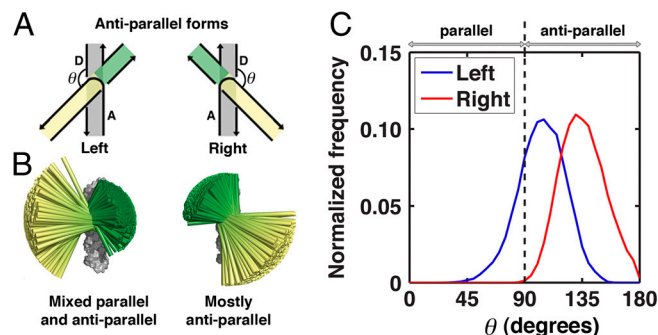 A
Anti-parallel forms
D
θ
A
Left
D
θ
A
Right
B
Mixed parallel
and anti-parallel
Mostly
anti-parallel
C
parallel
anti-parallel
Left
Right
Normalized frequency
0.15
0.10
0.05
0
0 45 90 135 180
θ (degrees)